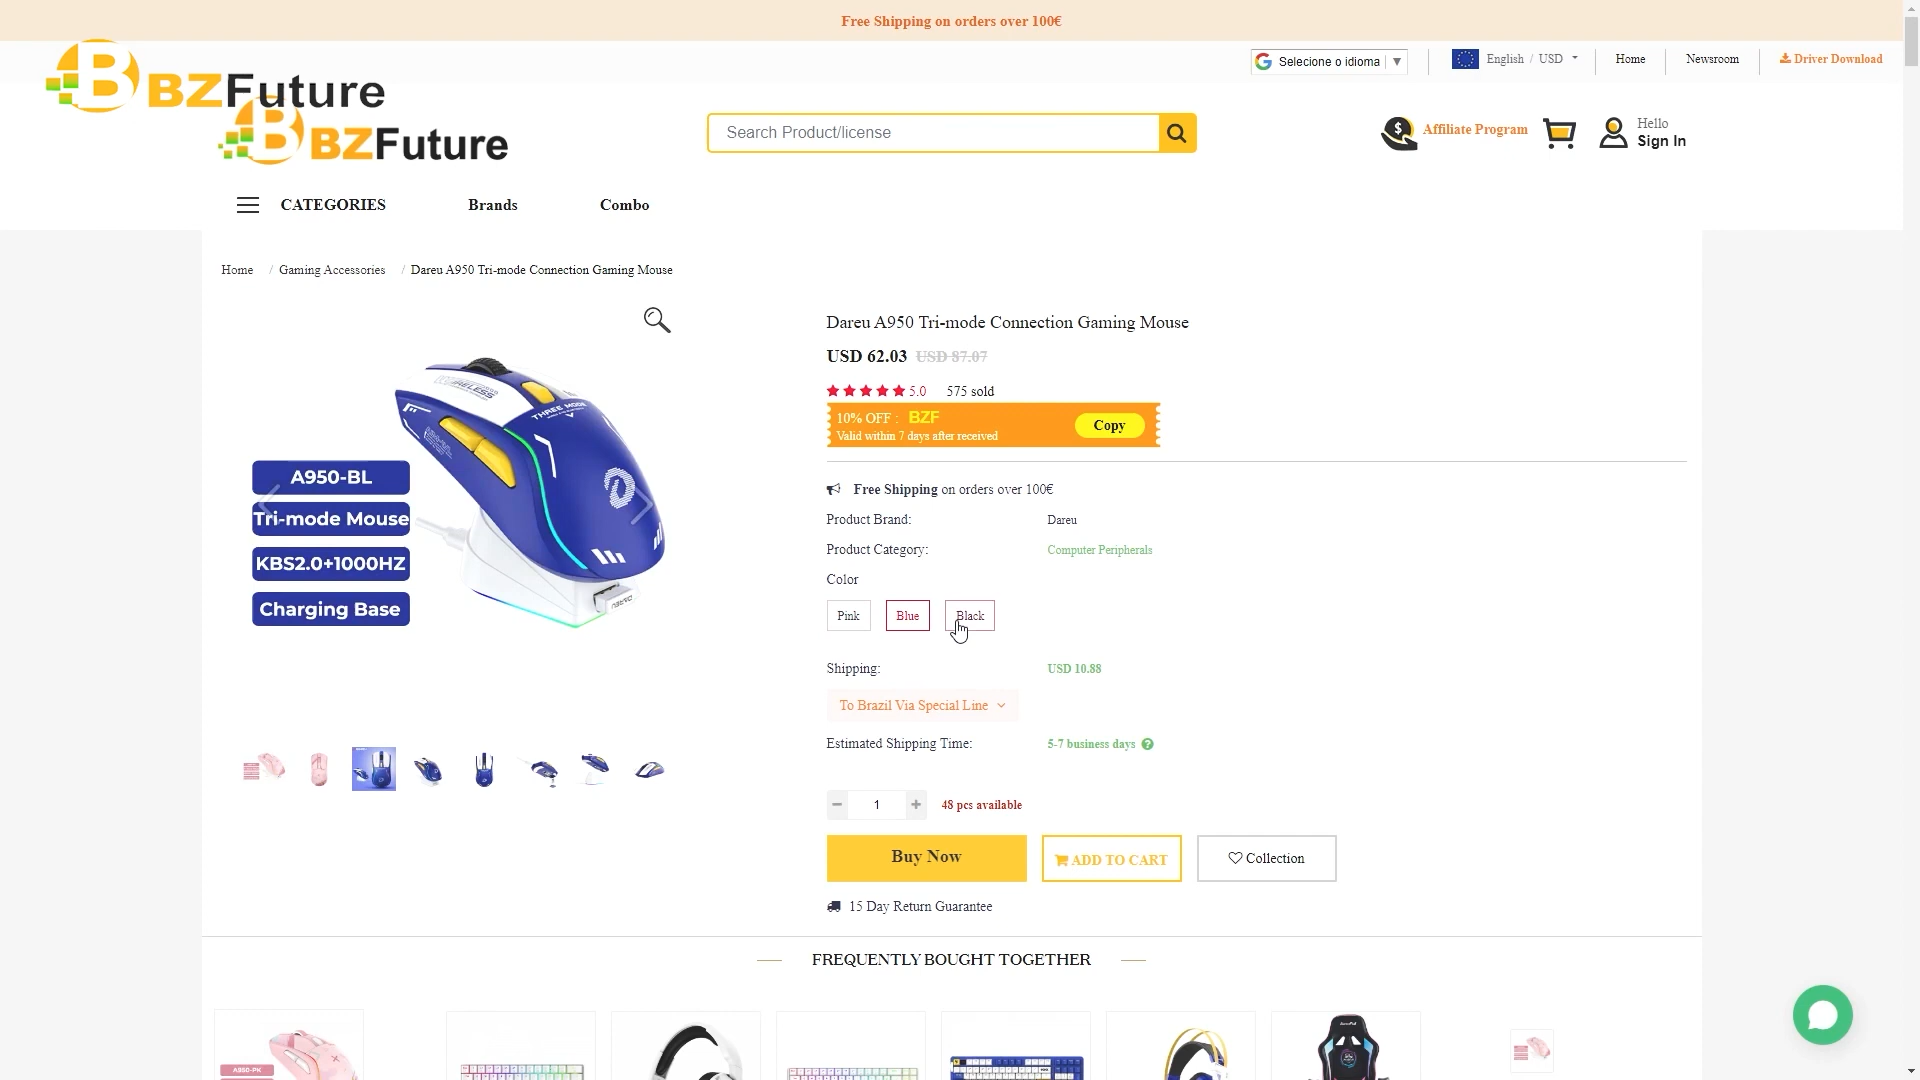 Free Shipping on orders over 100€
Selecione o idioma ▼
English / USD
Home
Newsroom
Driver Download
BZFuture
BZFuture
Search Product/license
Affiliate Program
Hello
Sign In
CATEGORIES
Brands
Combo
Home / Gaming Accessories / Dareu A950 Tri-mode Connection Gaming Mouse
WIRELESS
THREE MODE
A950-BL
Tri-mode Mouse
KBS2.0+1000HZ
Charging Base
DAREU
Dareu A950 Tri-mode Connection Gaming Mouse
USD 62.03 USD 87.07
5.0 575 sold
10% OFF : BZF
Valid within 7 days after received
Copy
Free Shipping on orders over 100€
Product Brand: Dareu
Product Category: Computer Peripherals
Color
Pink
Blue
Black
Shipping: USD 10.88
To Brazil Via Special Line
Estimated Shipping Time: 5-7 business days
1
48 pcs available
Buy Now
ADD TO CART
Collection
15 Day Return Guarantee
FREQUENTLY BOUGHT TOGETHER
A950-PK